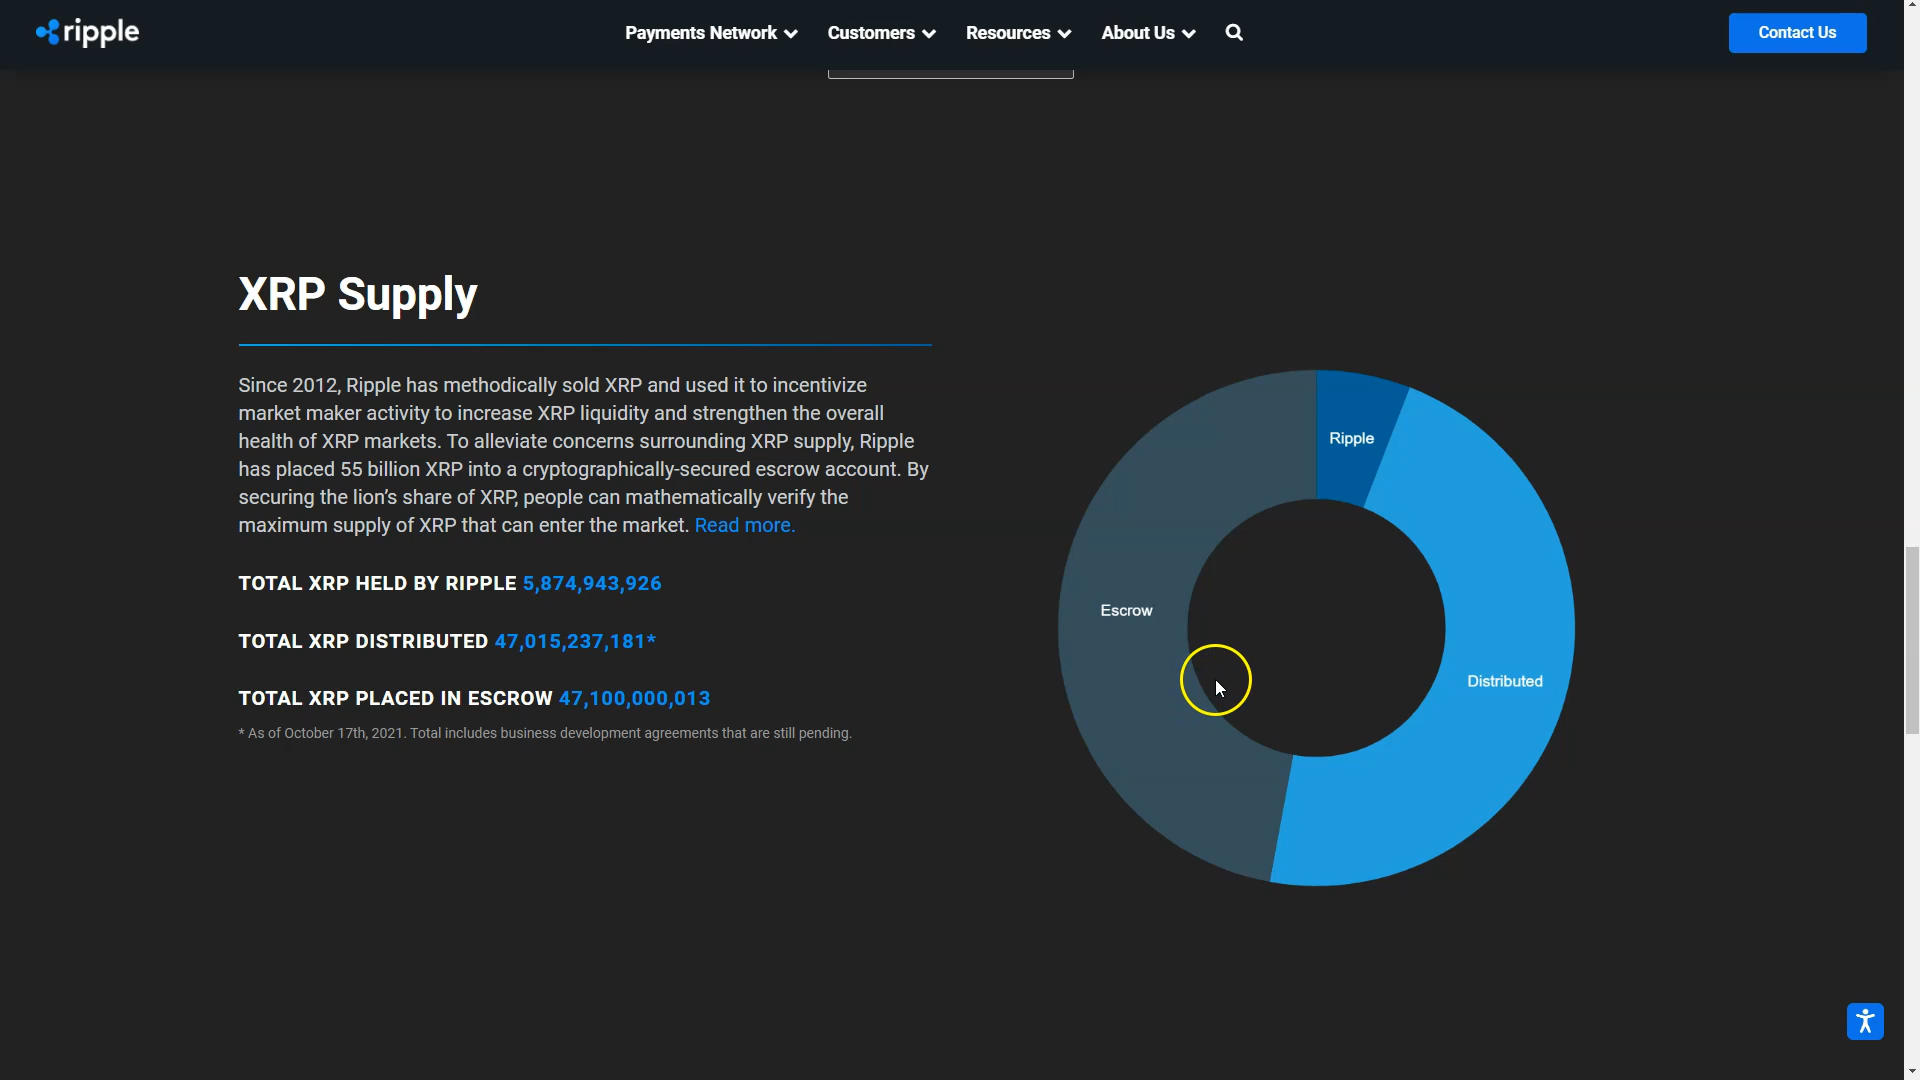 ripple
Payments Network
Customers
Resources
About Us
Contact Us
XRP Supply
Since 2012, Ripple has methodically sold XRP and used it to incentivize
market maker activity to increase XRP liquidity and strengthen the overall
health of XRP markets. To alleviate concerns surrounding XRP supply, Ripple
has placed 55 billion XRP into a cryptographically-secured escrow account. By
securing the lion’s share of XRP, people can mathematically verify the
maximum supply of XRP that can enter the market. Read more.
TOTAL XRP HELD BY RIPPLE 5,874,943,926
TOTAL XRP DISTRIBUTED 47,015,237,181*
TOTAL XRP PLACED IN ESCROW 47,100,000,013
* As of October 17th, 2021. Total includes business development agreements that are still pending.
Ripple
Escrow
Distributed